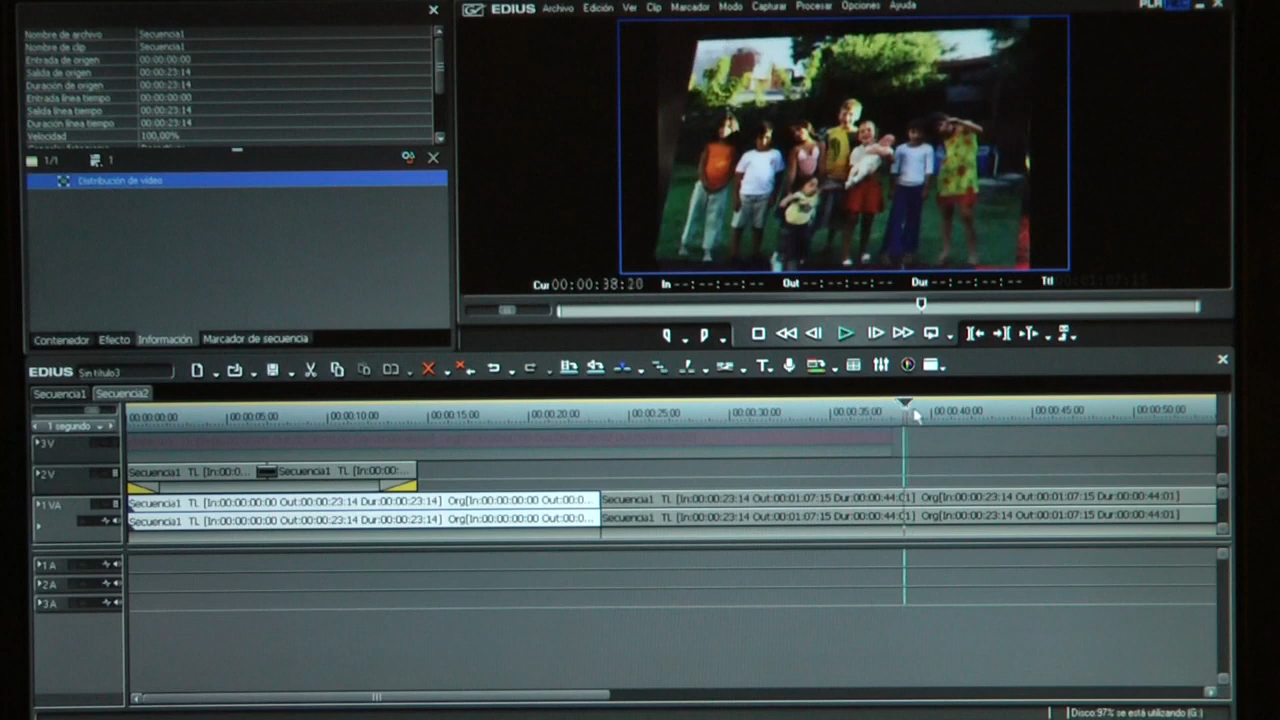 EDIUS Archivo Edición Ver Clip Marcador Modo Capturar Procesar Opciones Ayuda PLR
Nombre de archivo Secuencia1
Nombre de clip Secuencia1
Entrada de origen 00:00:00:00
Salida de origen 00:00:23:14
Duración de origen 00:00:23:14
Entrada línea tiempo 00:00:00:00
Salida línea tiempo 00:00:23:14
Duración línea tiempo 00:00:23:14
Velocidad 100,00%
1/1 1
Distribución de video
Cur 00:00:38:20 In --:--:--:-- Out --:--:--:-- Dur --:--:--:-- Ttl 00:01:07:15
Contenedor Efecto Información Marcador de secuencia
EDIUS Sin título3
Secuencia1 Secuencia2
1 segundo
00:00:00:00 00:00:05:00 00:00:10:00 00:00:15:00 00:00:20:00 00:00:25:00 00:00:30:00 00:00:35:00 00:00:40:00 00:00:45:00 00:00:50:00
3V
2V Secuencia1 TL [In:00:0... Secuencia1 TL [In:00:00:...
1VA Secuencia1 TL [In:00:00:00:00 Out:00:00:23:14 Dur:00:00:23:14] Org[In:00:00:00:00 Out:00:0... Secuencia1 TL [In:00:00:23:14 Out:00:01:07:15 Dur:00:00:44:01] Org[In:00:00:23:14 Out:00:01:07:15 Dur:00:00:44:01]
Secuencia1 TL [In:00:00:00:00 Out:00:00:23:14 Dur:00:00:23:14] Org[In:00:00:00:00 Out:00:0... Secuencia1 TL [In:00:00:23:14 Out:00:01:07:15 Dur:00:00:44:01] Org[In:00:00:23:14 Out:00:01:07:15 Dur:00:00:44:01]
1A
2A
3A
Disco:97% se está utilizando (G:)